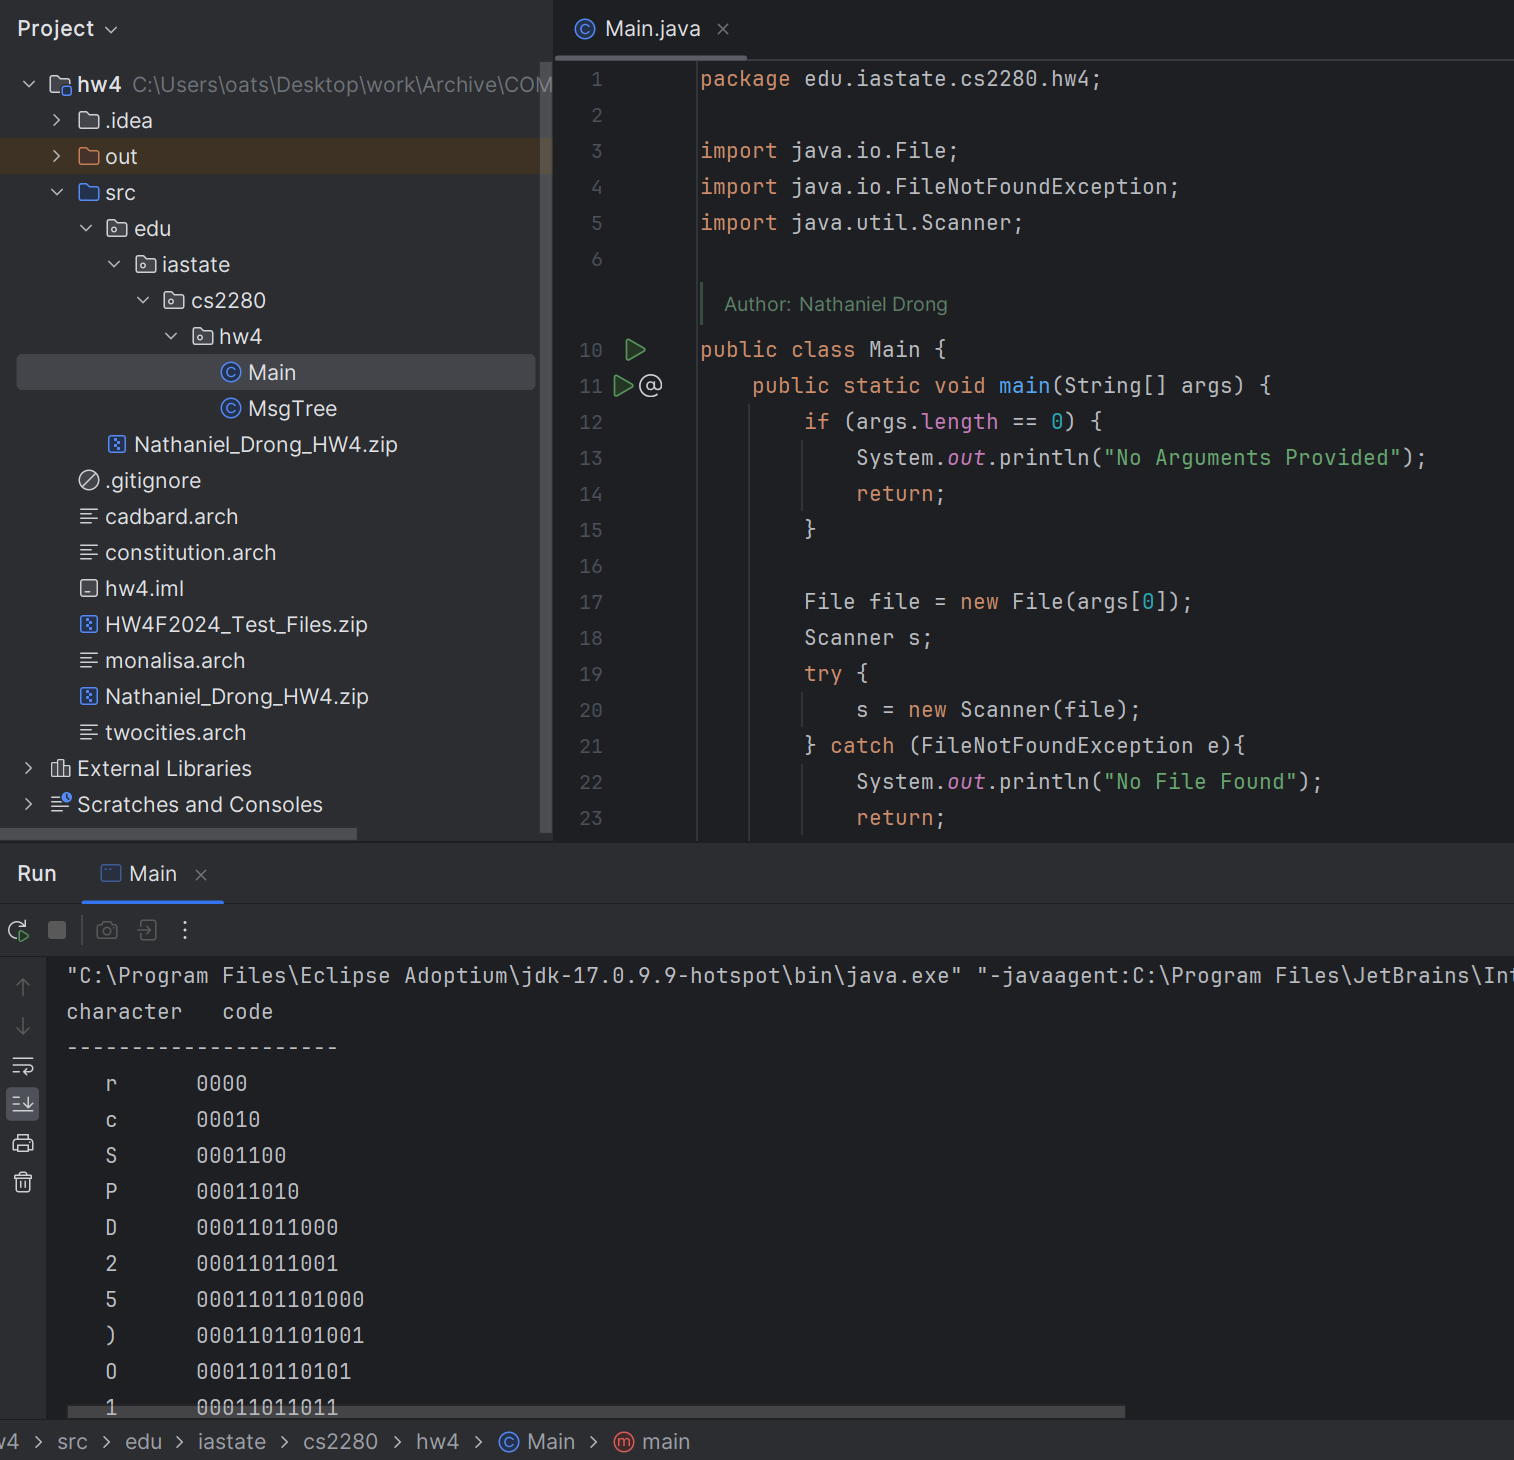 Project
hw4 C:\Users\oats\Desktop\work\Archive\COM
.idea
out
src
edu
iastate
cs2280
hw4
Main
MsgTree
Nathaniel_Drong_HW4.zip
.gitignore
cadbard.arch
constitution.arch
hw4.iml
HW4F2024_Test_Files.zip
monalisa.arch
Nathaniel_Drong_HW4.zip
twocities.arch
External Libraries
Scratches and Consoles
Main.java
1 package edu.iastate.cs2280.hw4;
2
3 import java.io.File;
4 import java.io.FileNotFoundException;
5 import java.util.Scanner;
6
Author: Nathaniel Drong
10 public class Main {
11 @ public static void main(String[] args) {
12 if (args.length == 0) {
13 System.out.println("No Arguments Provided");
14 return;
15 }
16
17 File file = new File(args[0]);
18 Scanner s;
19 try {
20 s = new Scanner(file);
21 } catch (FileNotFoundException e){
22 System.out.println("No File Found");
23 return;
Run Main
"C:\Program Files\Eclipse Adoptium\jdk-17.0.9.9-hotspot\bin\java.exe" "-javaagent:C:\Program Files\JetBrains\Int
character code
---------------------
r 0000
c 00010
S 0001100
P 00011010
D 00011011000
2 00011011001
5 0001101101000
) 0001101101001
O 000110110101
1 00011011011
w4 > src > edu > iastate > cs2280 > hw4 > Main > main